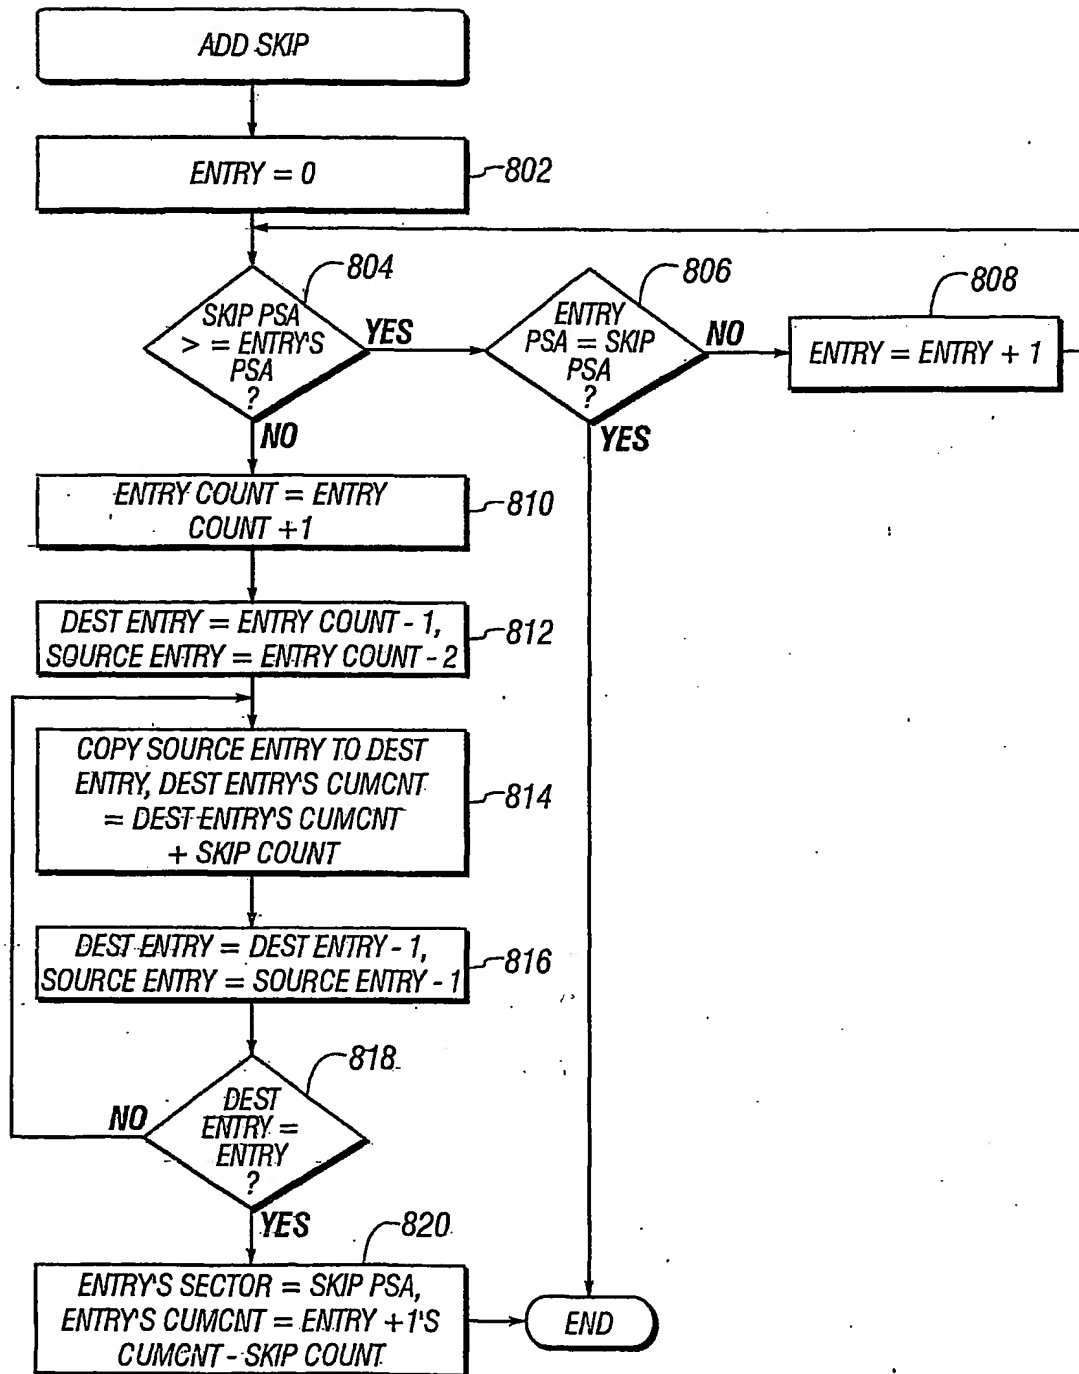 ADD SKIP
ENTRY = 0
802
804
SKIP PSA
> = ENTRY'S
PSA
?
YES
NO
806
ENTRY
PSA = SKIP
PSA
?
NO
YES
808
ENTRY = ENTRY + 1
ENTRY COUNT = ENTRY
COUNT +1
810
DEST ENTRY = ENTRY COUNT - 1,
SOURCE ENTRY = ENTRY COUNT - 2
812
COPY SOURCE ENTRY TO DEST
ENTRY, DEST ENTRY'S CUMCNT
= DEST ENTRY'S CUMCNT
+ SKIP COUNT
814
DEST ENTRY = DEST ENTRY - 1,
SOURCE ENTRY = SOURCE ENTRY - 1
816
818
DEST
ENTRY =
ENTRY
?
NO
YES
820
ENTRY'S SECTOR = SKIP PSA,
ENTRY'S CUMCNT = ENTRY +1'S
CUMCNT - SKIP COUNT
END